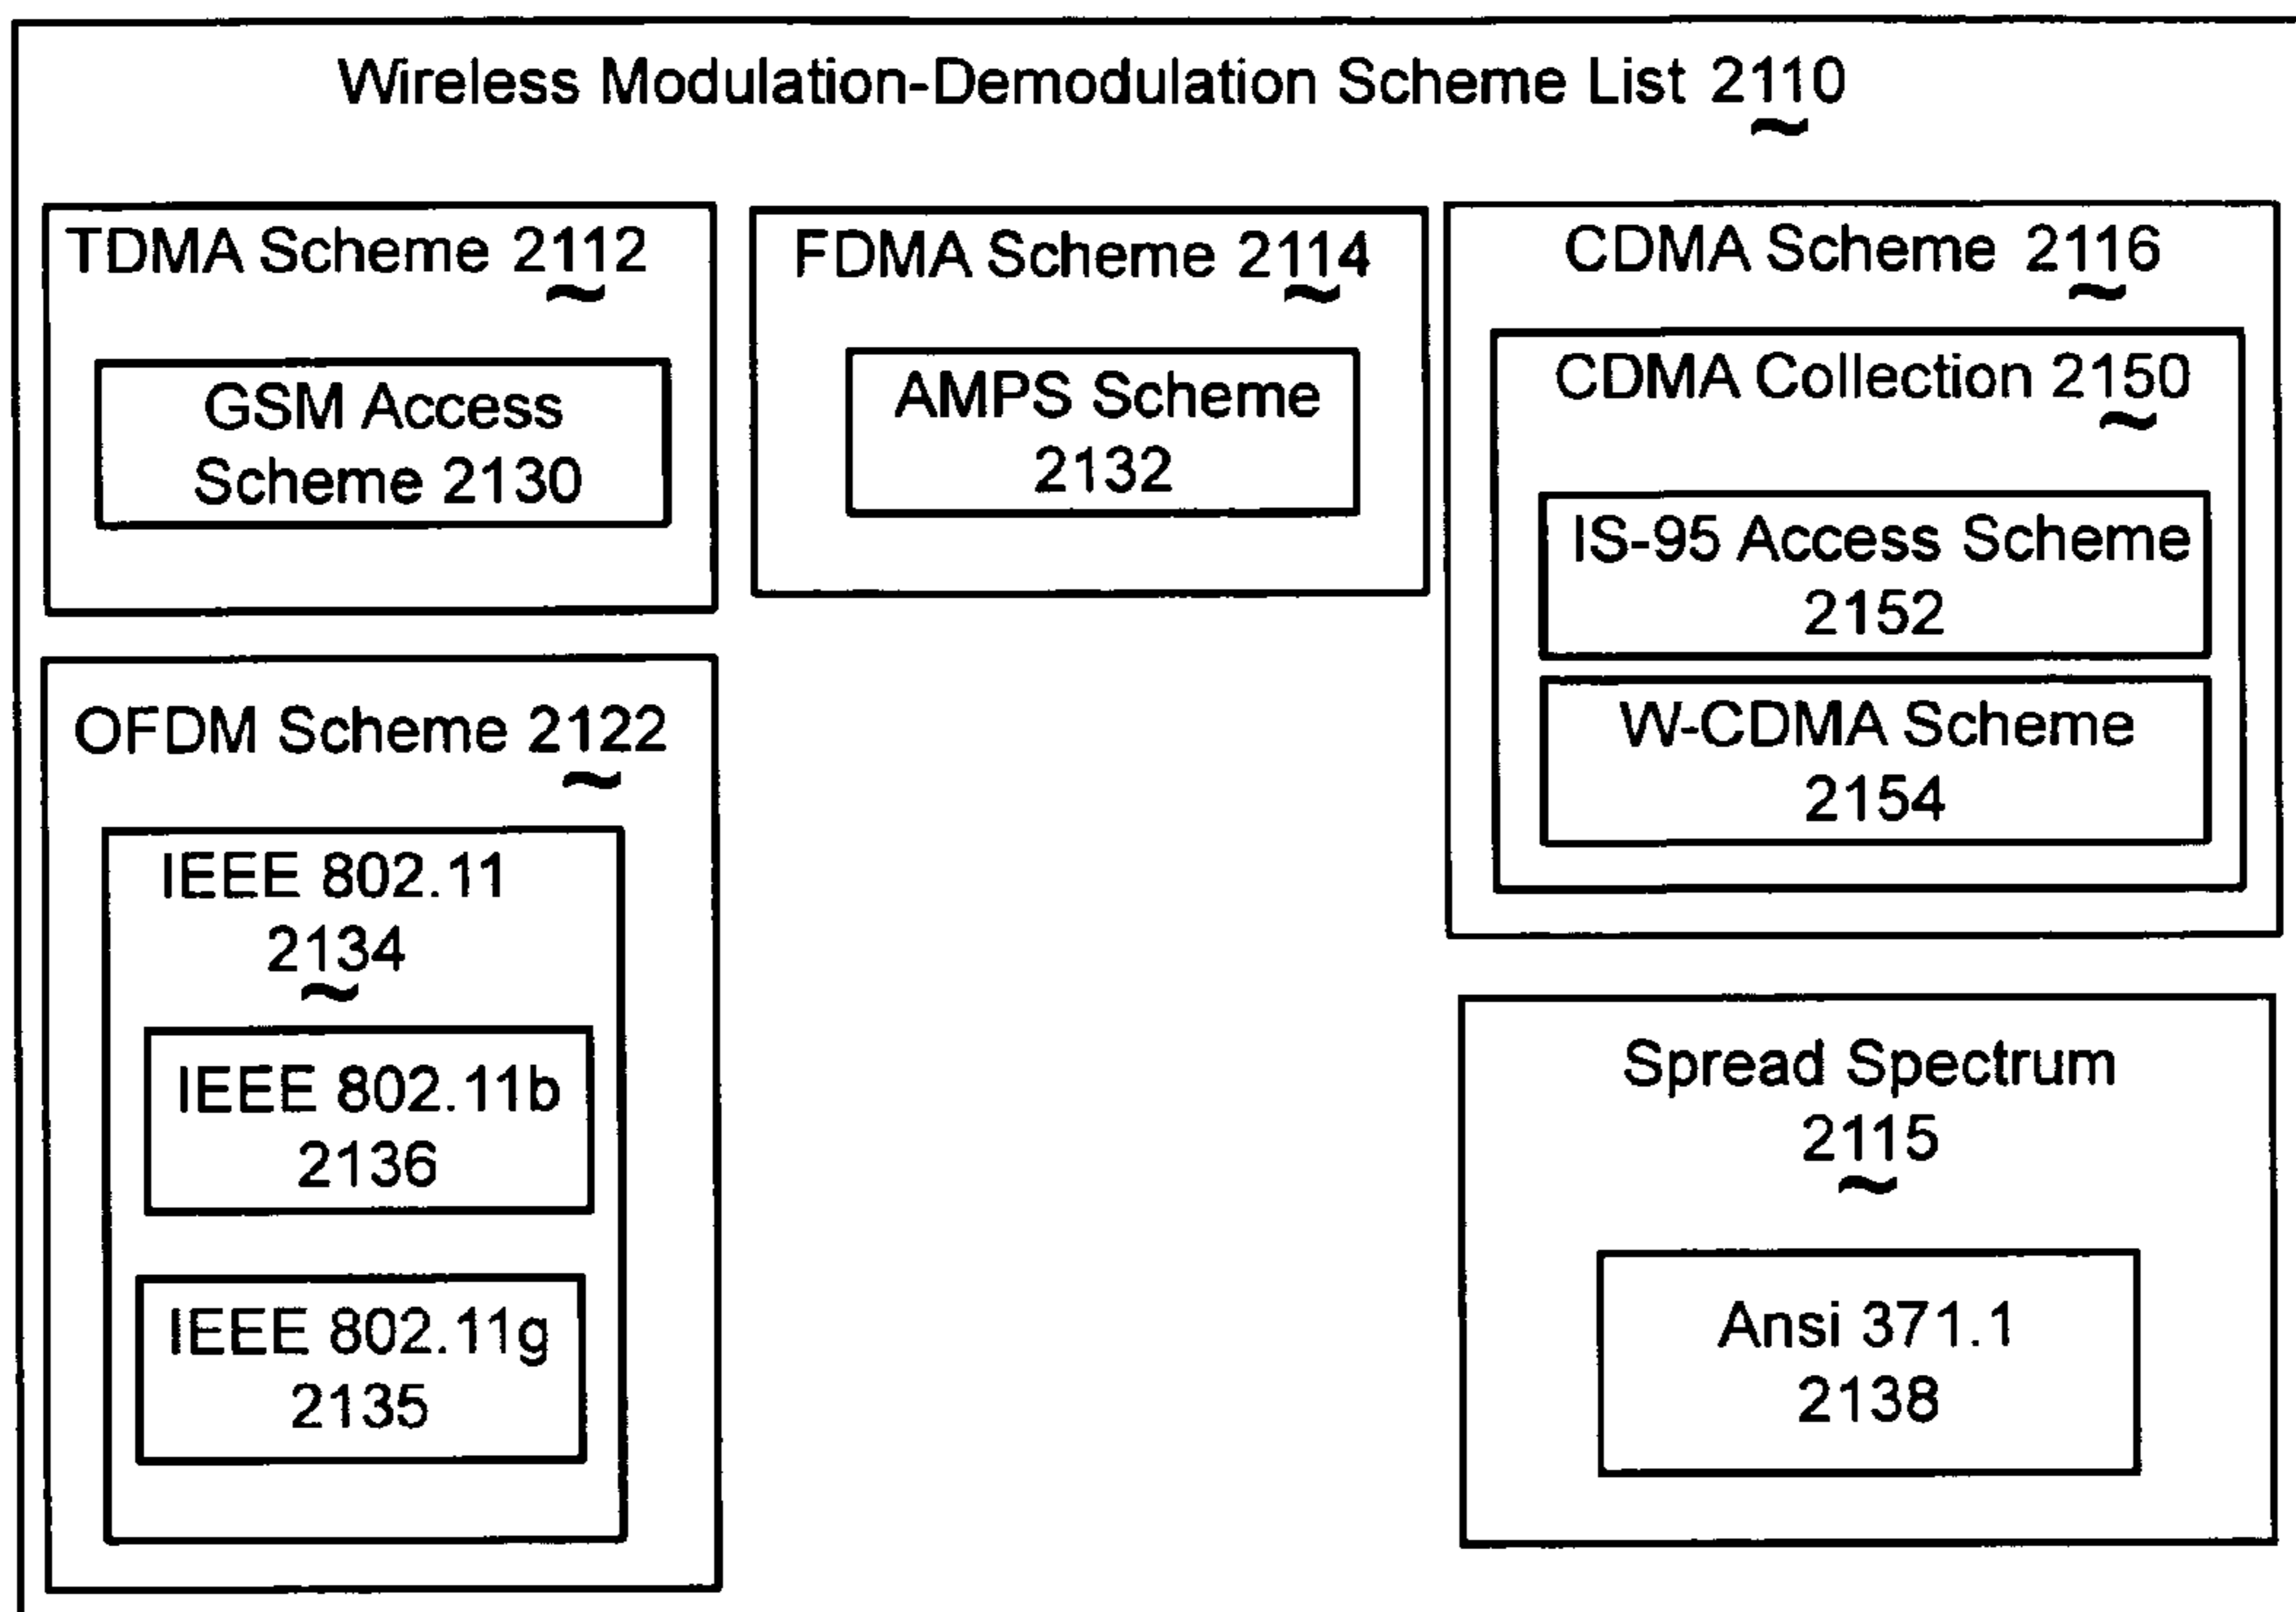 Wireless Modulation-Demodulation Scheme List 2110
TDMA Scheme 2112
GSM Access
Scheme 2130
FDMA Scheme 2114
AMPS Scheme
2132
CDMA Scheme 2116
CDMA Collection 2150
IS-95 Access Scheme
2152
W-CDMA Scheme
2154
OFDM Scheme 2122
IEEE 802.11
2134
IEEE 802.11b
2136
IEEE 802.11g
2135
Spread Spectrum
2115
Ansi 371.1
2138